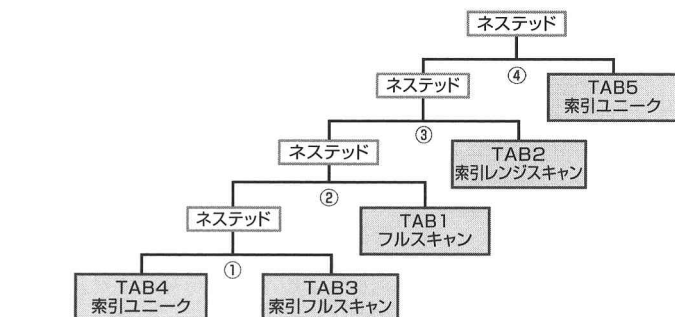 ネステッド
④
ネステッド
TAB5
索引ユニーク
③
ネステッド
TAB2
索引レンジスキャン
②
ネステッド
TAB1
フルスキャン
①
TAB4
索引ユニーク
TAB3
索引フルスキャン